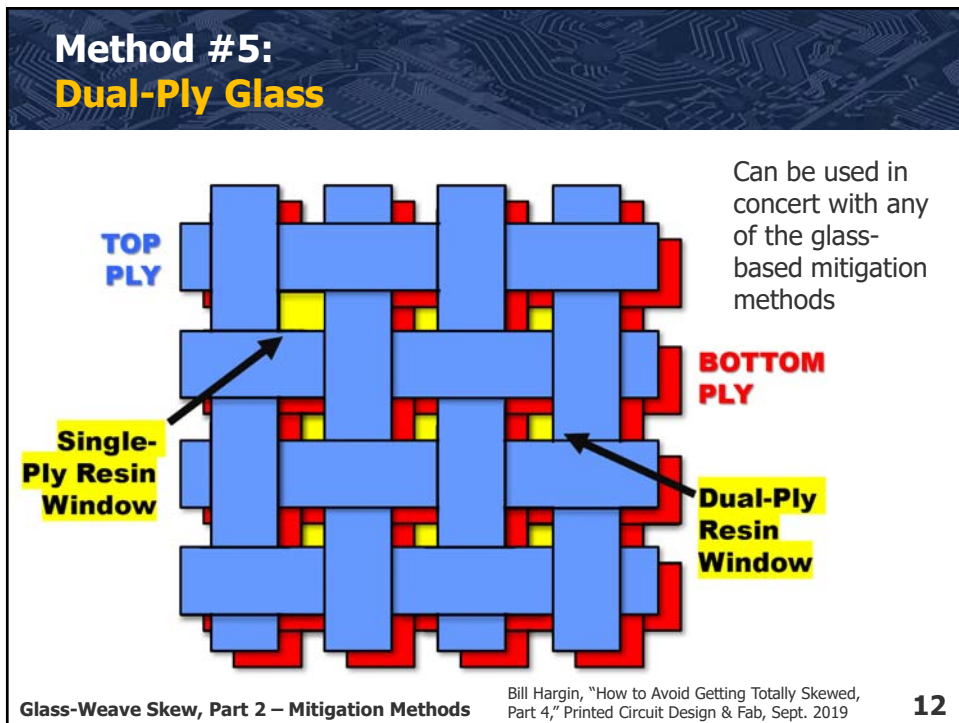 Method #5:
Dual-Ply Glass
Can be used in
concert with any
of the glass-
based mitigation
methods
TOP
PLY
BOTTOM
PLY
Single-
Ply Resin
Window
Dual-Ply
Resin
Window
Glass-Weave Skew, Part 2 – Mitigation Methods
Bill Hargin, “How to Avoid Getting Totally Skewed,
Part 4,” Printed Circuit Design & Fab, Sept. 2019
12